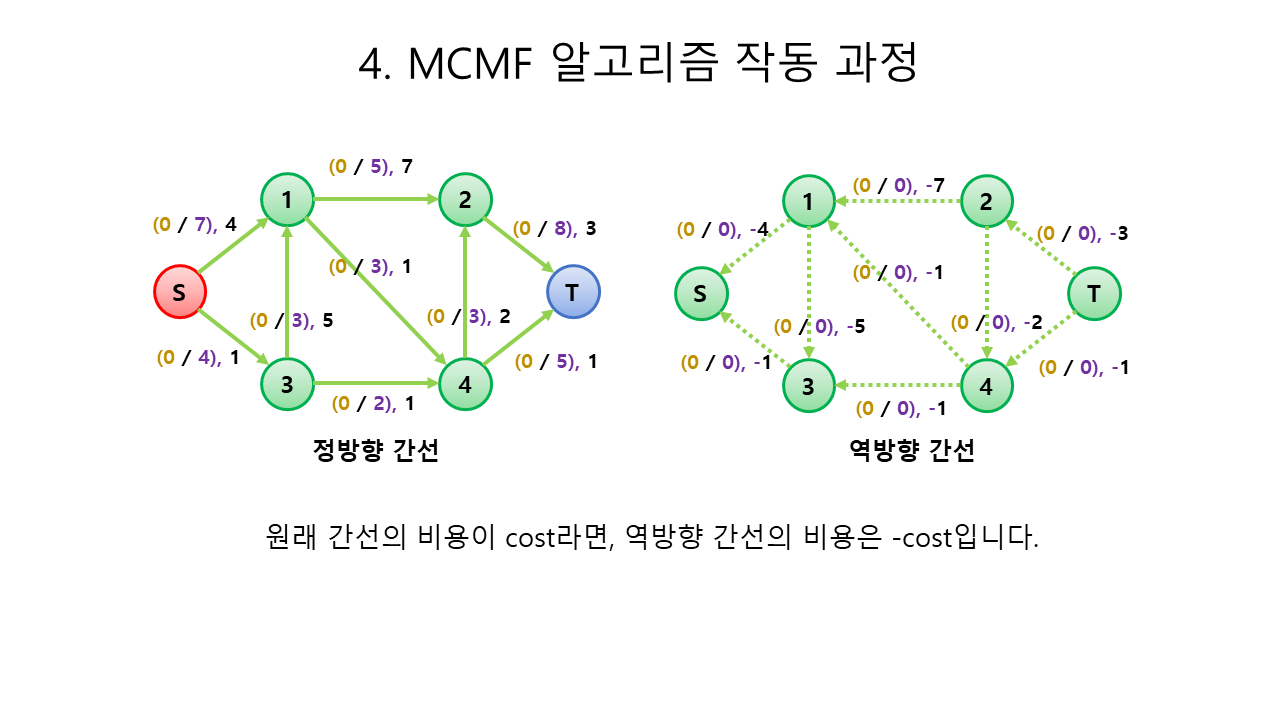 4. MCMF 알고리즘 작동 과정
(0 / 5), 7
1
2
(0 / 7), 4
(0 / 8), 3
(0 / 3), 1
S
T
(0 / 3), 5
(0 / 3), 2
(0 / 4), 1
(0 / 5), 1
3
4
(0 / 2), 1
정방향 간선
(0 / 0), -7
1
2
(0 / 0), -4
(0 / 0), -3
(0 / 0), -1
S
T
(0 / 0), -5
(0 / 0), -2
(0 / 0), -1
(0 / 0), -1
3
4
(0 / 0), -1
역방향 간선
원래 간선의 비용이 cost라면, 역방향 간선의 비용은 -cost입니다.